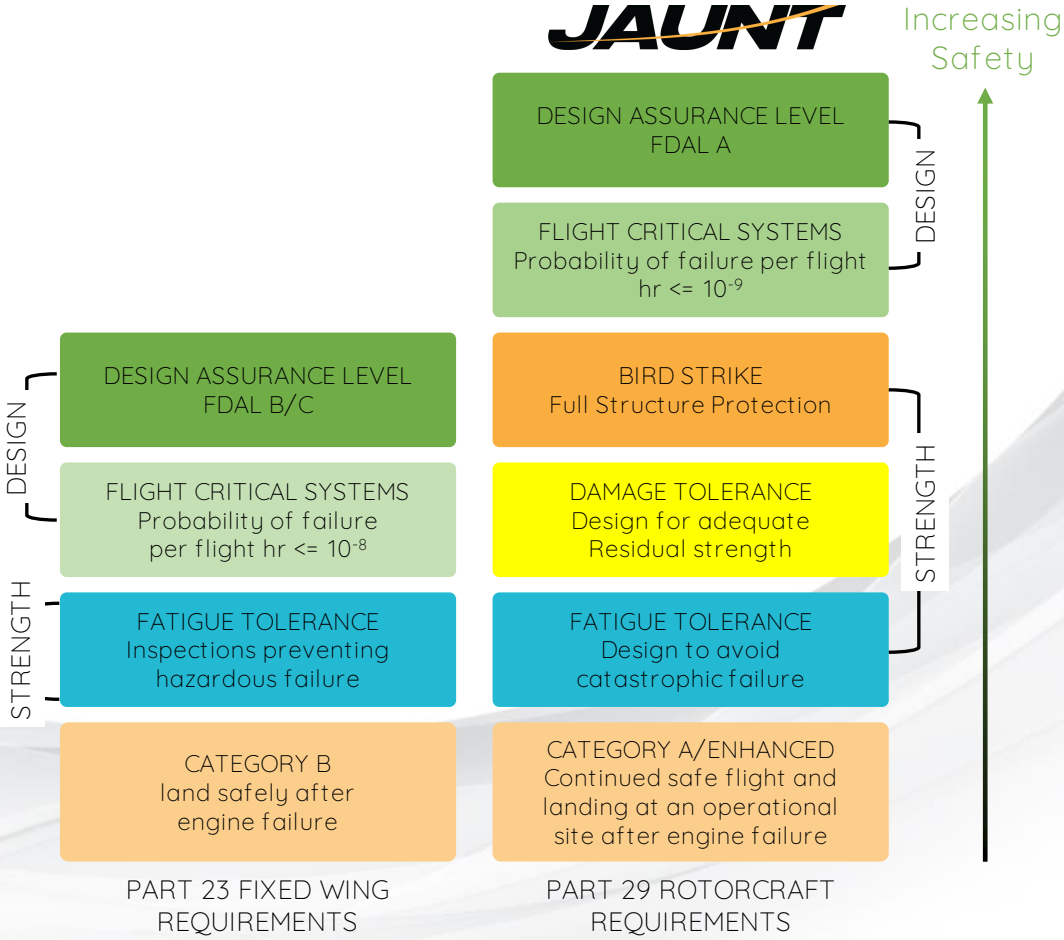 JAUNT
Increasing
Safety
DESIGN ASSURANCE LEVEL
FDAL A
FLIGHT CRITICAL SYSTEMS
Probability of failure per flight
hr <= 10⁻⁹
DESIGN
BIRD STRIKE
Full Structure Protection
DAMAGE TOLERANCE
Design for adequate
Residual strength
FATIGUE TOLERANCE
Design to avoid
catastrophic failure
STRENGTH
CATEGORY A/ENHANCED
Continued safe flight and
landing at an operational
site after engine failure
PART 29 ROTORCRAFT
REQUIREMENTS
DESIGN
DESIGN ASSURANCE LEVEL
FDAL B/C
FLIGHT CRITICAL SYSTEMS
Probability of failure
per flight hr <= 10⁻⁸
STRENGTH
FATIGUE TOLERANCE
Inspections preventing
hazardous failure
CATEGORY B
land safely after
engine failure
PART 23 FIXED WING
REQUIREMENTS